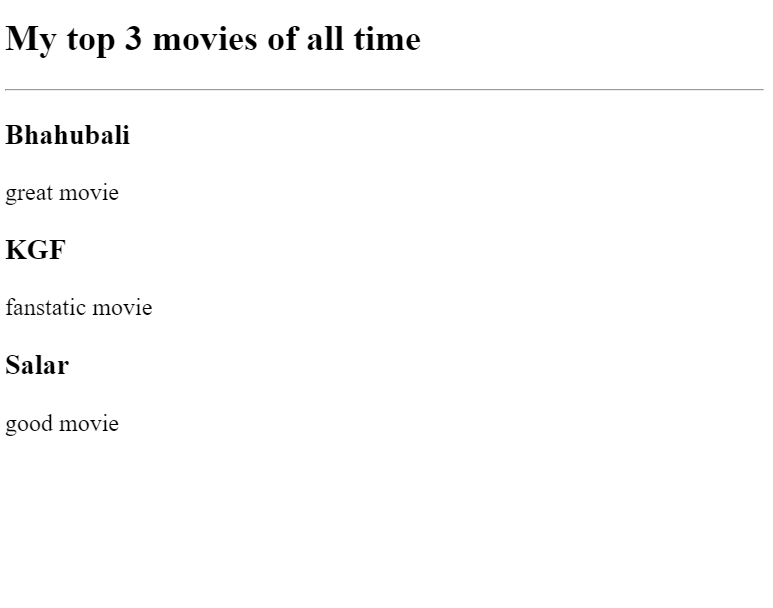 My top 3 movies of all time
Bhahubali
great movie
KGF
fanstatic movie
Salar
good movie